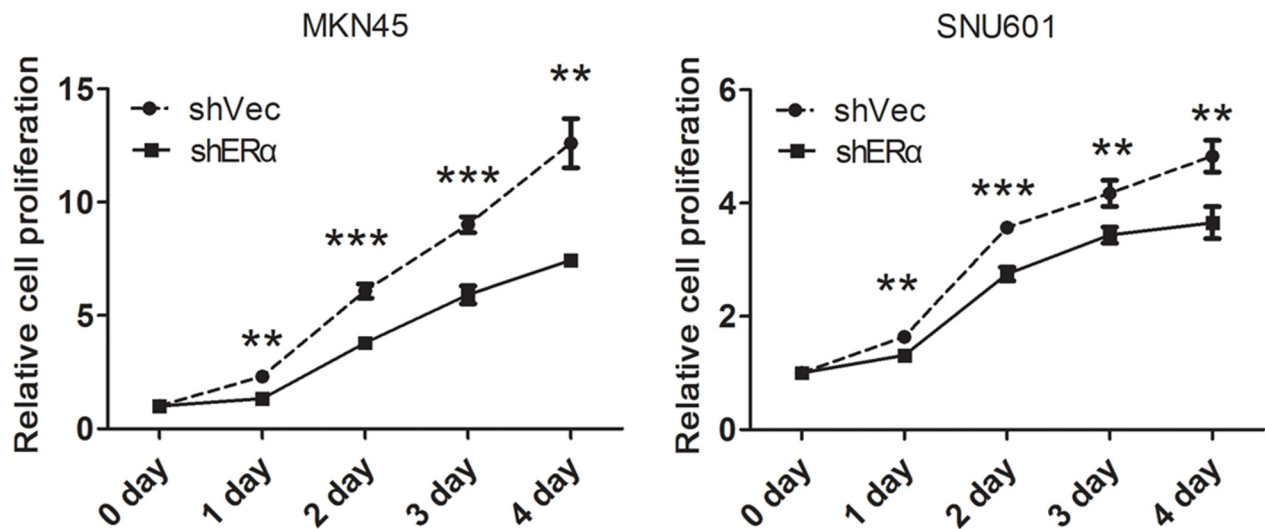 MKN45
Relative cell proliferation
15
10
5
0
shVec
shERα
**
***
***
**
0 day
1 day
2 day
3 day
4 day
SNU601
Relative cell proliferation
6
4
2
0
shVec
shERα
**
***
**
**
0 day
1 day
2 day
3 day
4 day